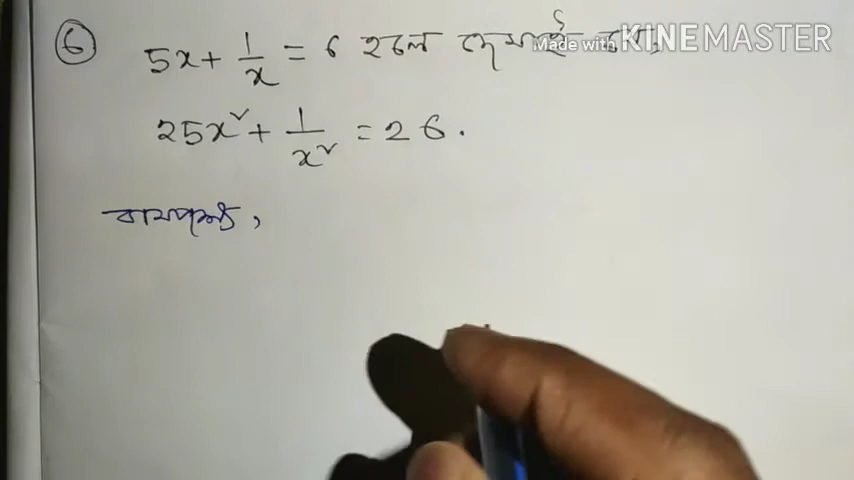 ⑥ 5x + 1/x = 6 হলে দেখাই যে,
25x² + 1/x² = 26.
বামপক্ষ,
Made with KINEMASTER